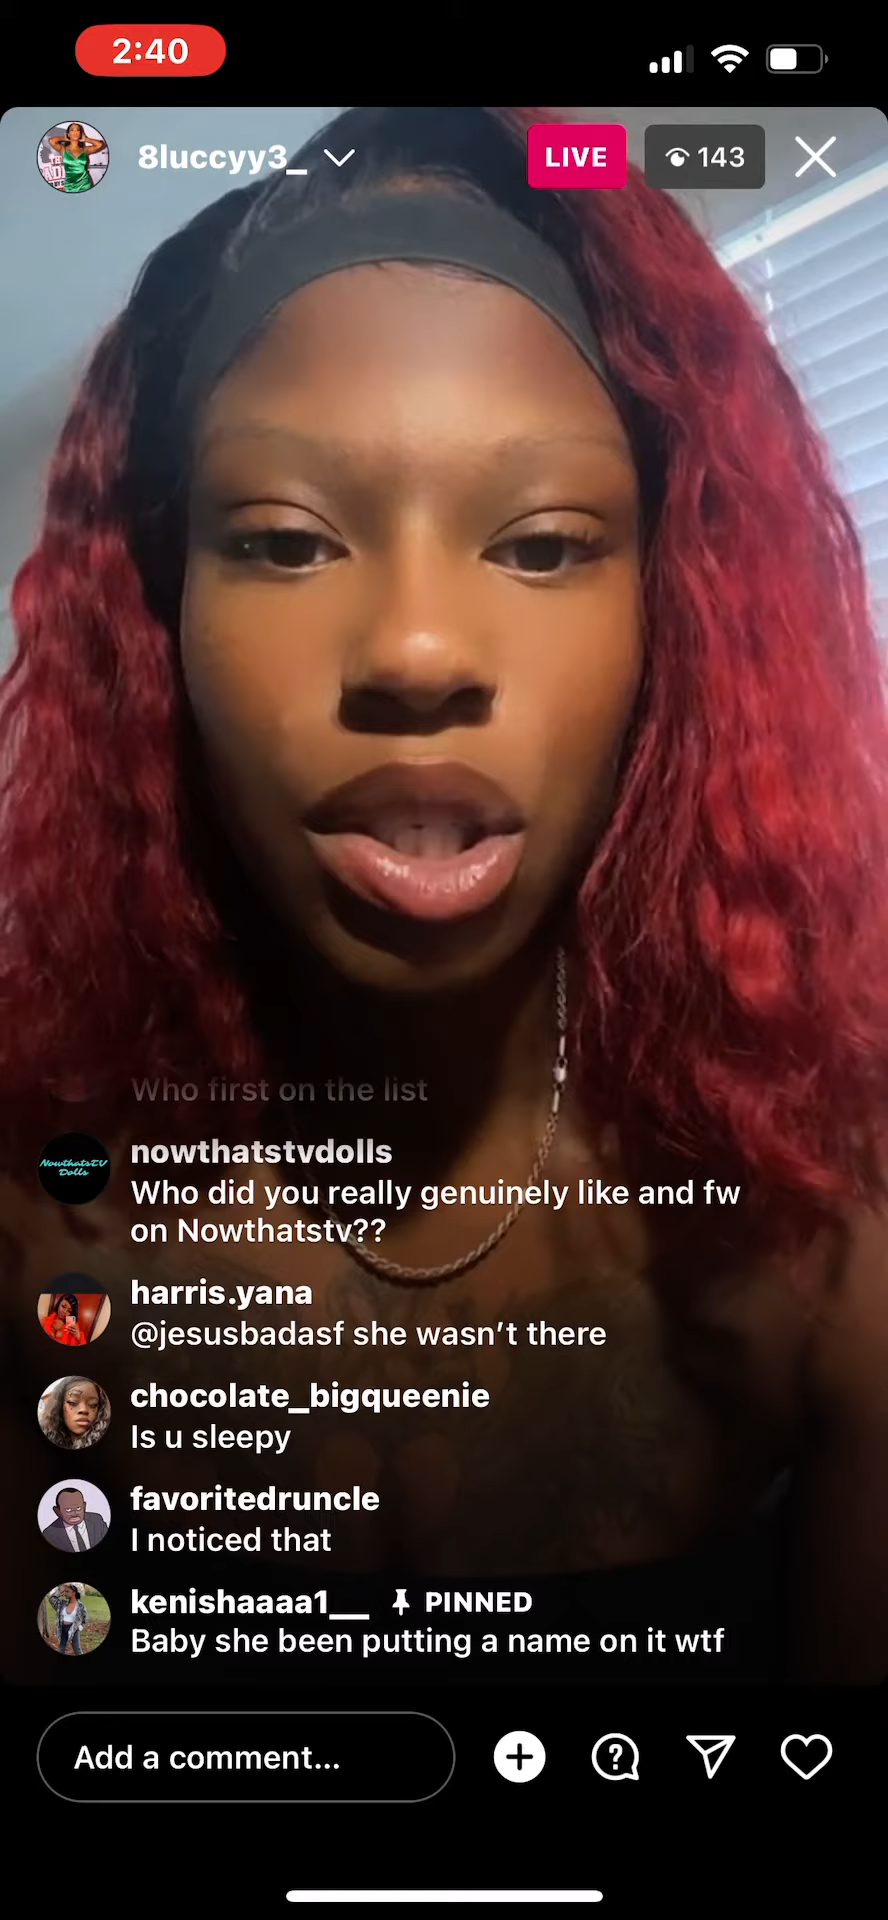 2:40
8luccyy3_
LIVE
143
Who first on the list
nowthatstvdolls
NowthatsTV
Dolls
Who did you really genuinely like and fw
on Nowthatstv??
harris.yana
@jesusbadasf she wasn't there
chocolate_bigqueenie
Is u sleepy
favoritedruncle
I noticed that
kenishaaaa1__ PINNED
Baby she been putting a name on it wtf
Add a comment...